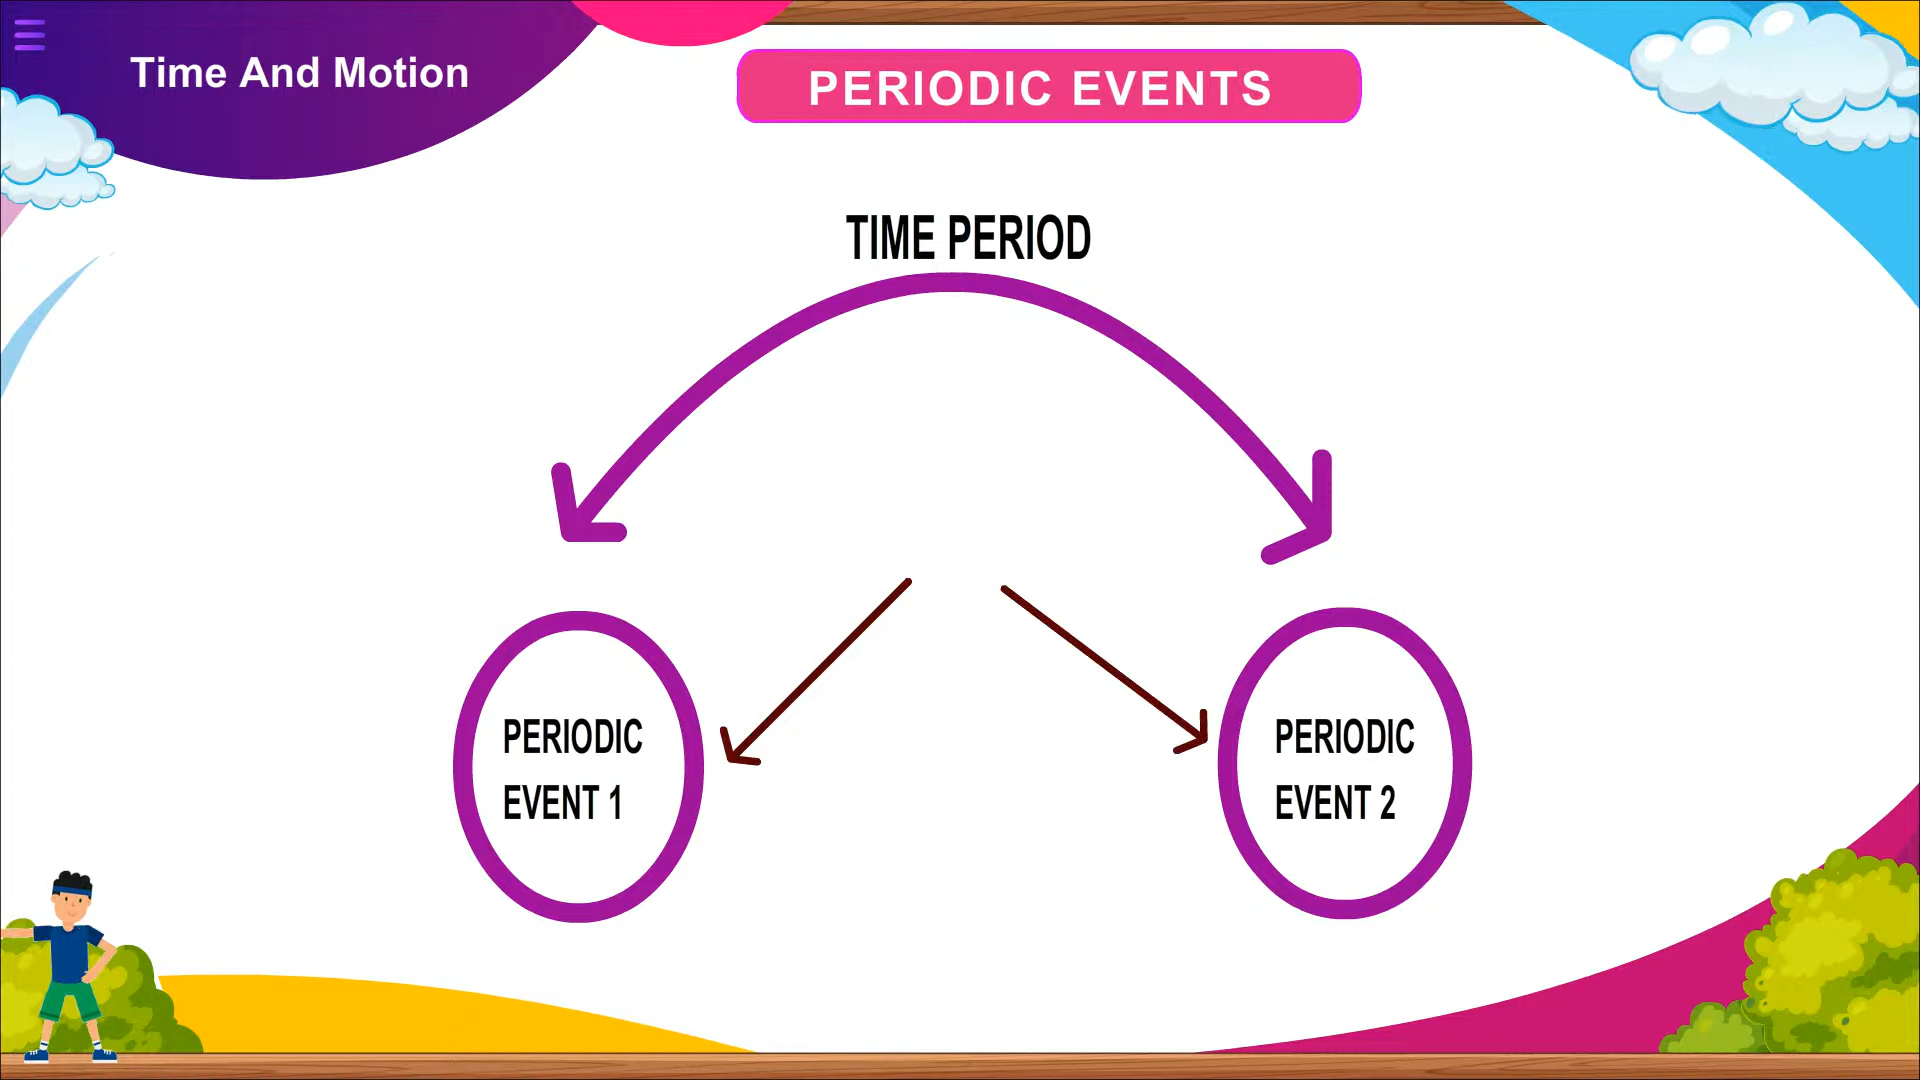 Time And Motion
PERIODIC EVENTS
TIME PERIOD
PERIODIC
EVENT 1
PERIODIC
EVENT 2